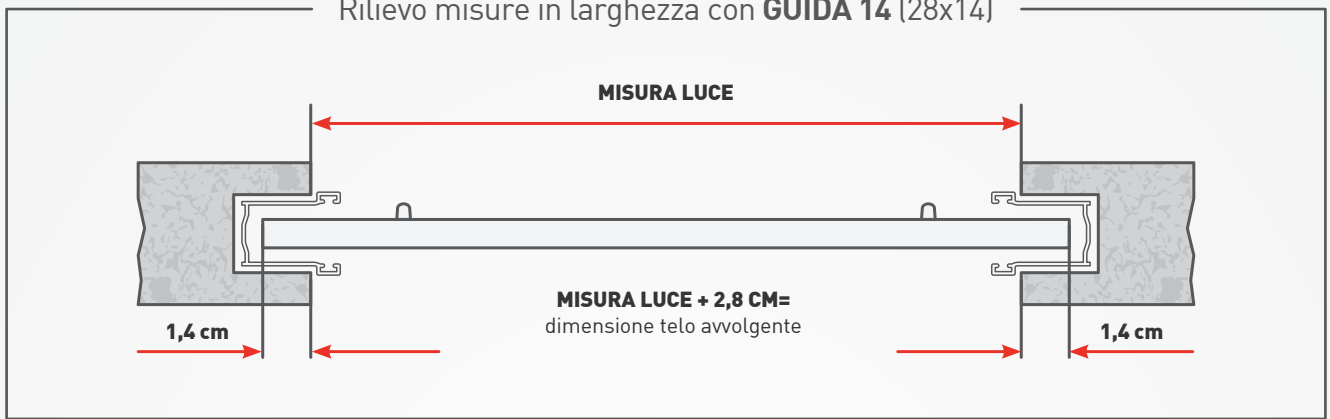 Rilievo misure in larghezza con GUIDA 14 (28x14)
MISURA LUCE
MISURA LUCE + 2,8 CM=
dimensione telo avvolgente
1,4 cm
1,4 cm